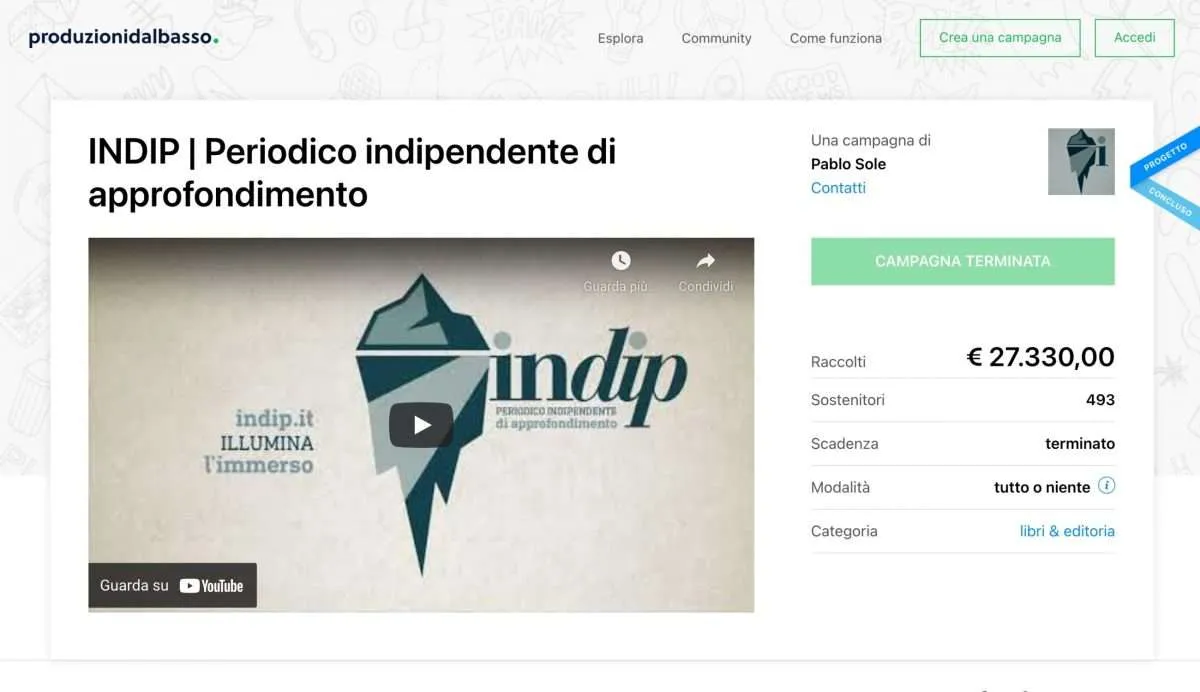 produzionidalbasso.
Esplora
Community
Come funziona
Crea una campagna
Accedi
INDIP | Periodico indipendente di
approfondimento
Una campagna di
Pablo Sole
Contatti
i
PROGETTO
CONCLUSO
Guarda più...
Condividi
indip
PERIODICO INDIPENDENTE
di approfondimento
indip.it
ILLUMINA
l'immerso
Guarda su YouTube
CAMPAGNA TERMINATA
Raccolti € 27.330,00
Sostenitori 493
Scadenza terminato
Modalità tutto o niente i
Categoria libri & editoria